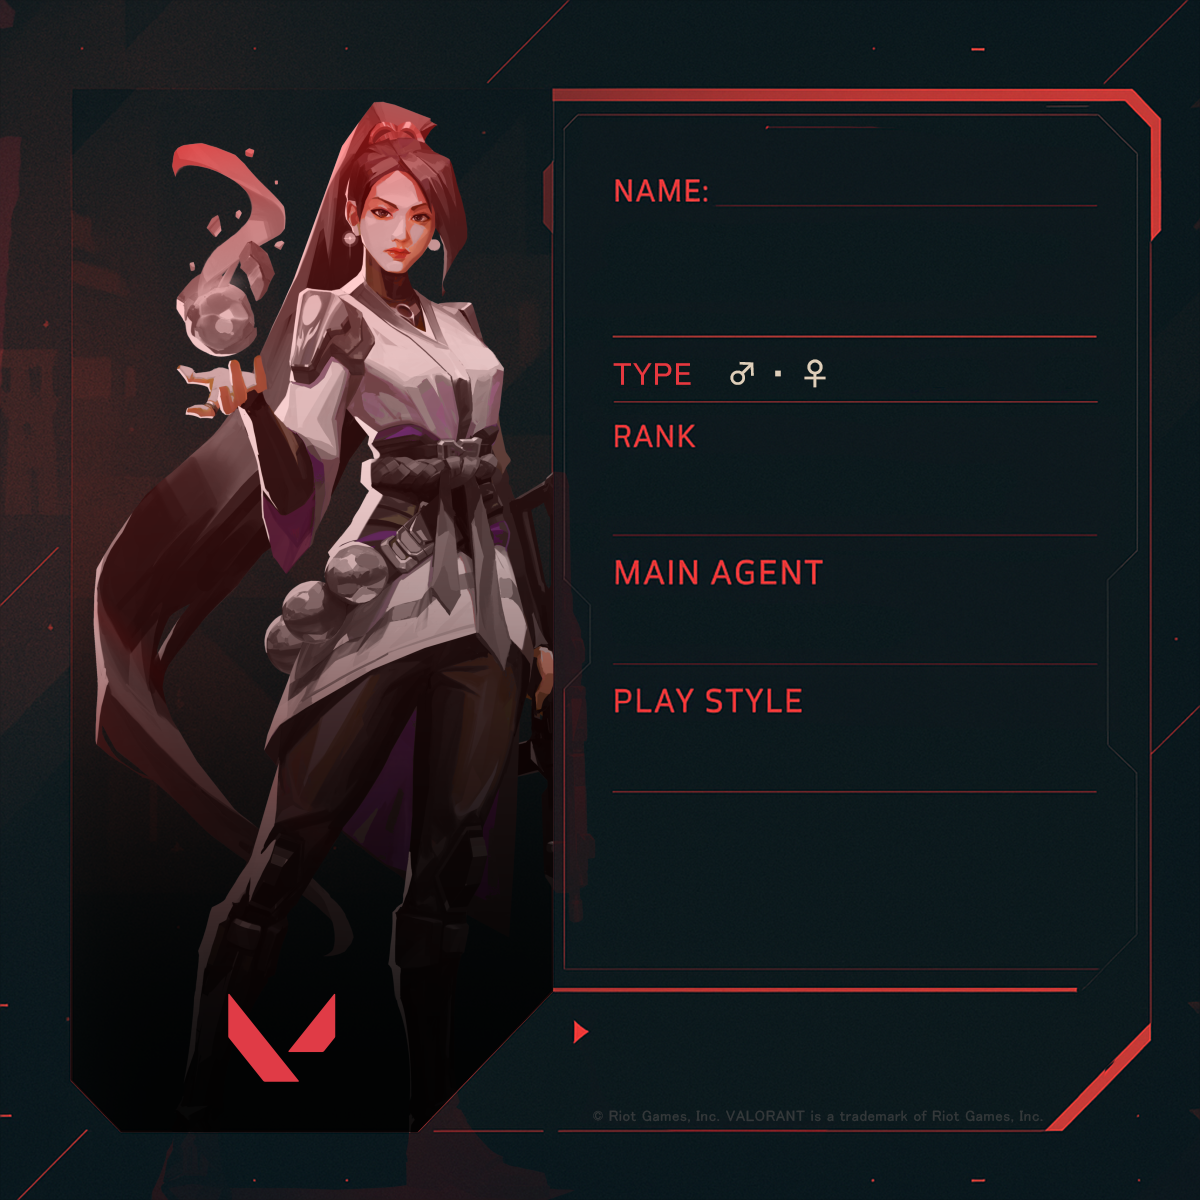 NAME:
TYPE ♂ · ♀
RANK
MAIN AGENT
PLAY STYLE
© Riot Games, Inc. VALORANT is a trademark of Riot Games, Inc.